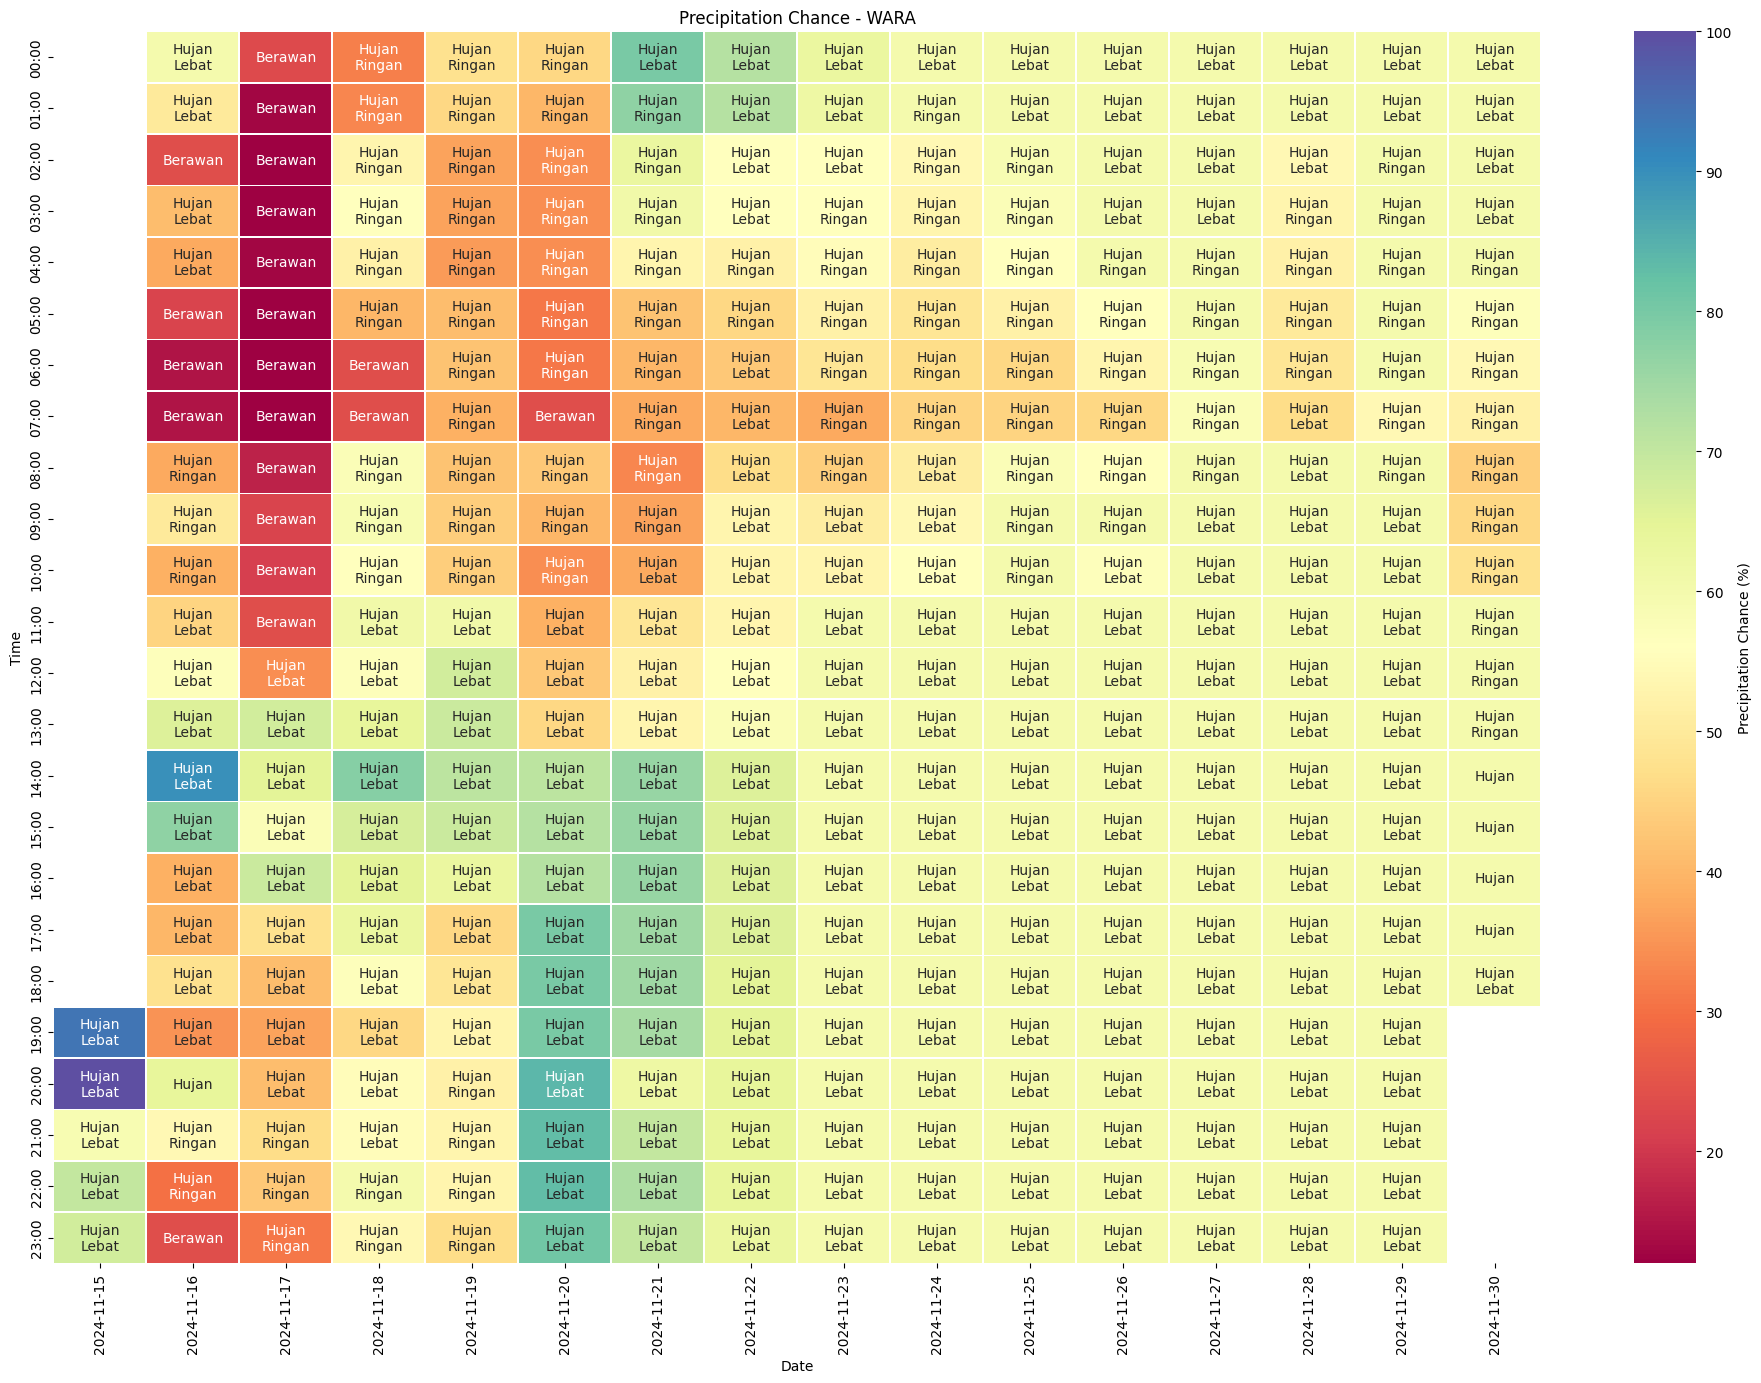 Precipitation Chance - WARA
00:00 Hujan Lebat Berawan Hujan Ringan Hujan Ringan Hujan Ringan Hujan Lebat Hujan Lebat Hujan Lebat Hujan Lebat Hujan Lebat Hujan Lebat Hujan Lebat Hujan Lebat Hujan Lebat Hujan Lebat
01:00 Hujan Lebat Berawan Hujan Ringan Hujan Ringan Hujan Ringan Hujan Ringan Hujan Lebat Hujan Lebat Hujan Ringan Hujan Lebat Hujan Lebat Hujan Lebat Hujan Lebat Hujan Lebat Hujan Lebat
02:00 Berawan Berawan Hujan Ringan Hujan Ringan Hujan Ringan Hujan Ringan Hujan Lebat Hujan Lebat Hujan Ringan Hujan Ringan Hujan Lebat Hujan Lebat Hujan Lebat Hujan Ringan Hujan Lebat
03:00 Hujan Lebat Berawan Hujan Ringan Hujan Ringan Hujan Ringan Hujan Ringan Hujan Lebat Hujan Ringan Hujan Ringan Hujan Ringan Hujan Lebat Hujan Lebat Hujan Ringan Hujan Ringan Hujan Lebat
04:00 Hujan Lebat Berawan Hujan Ringan Hujan Ringan Hujan Ringan Hujan Ringan Hujan Ringan Hujan Ringan Hujan Ringan Hujan Ringan Hujan Ringan Hujan Ringan Hujan Ringan Hujan Ringan Hujan Ringan
05:00 Berawan Berawan Hujan Ringan Hujan Ringan Hujan Ringan Hujan Ringan Hujan Ringan Hujan Ringan Hujan Ringan Hujan Ringan Hujan Ringan Hujan Ringan Hujan Ringan Hujan Ringan Hujan Ringan
06:00 Berawan Berawan Berawan Hujan Ringan Hujan Ringan Hujan Ringan Hujan Lebat Hujan Ringan Hujan Ringan Hujan Ringan Hujan Ringan Hujan Ringan Hujan Ringan Hujan Ringan Hujan Ringan
07:00 Berawan Berawan Berawan Hujan Ringan Berawan Hujan Ringan Hujan Lebat Hujan Ringan Hujan Ringan Hujan Ringan Hujan Ringan Hujan Ringan Hujan Lebat Hujan Ringan Hujan Ringan
08:00 Hujan Ringan Berawan Hujan Ringan Hujan Ringan Hujan Ringan Hujan Ringan Hujan Lebat Hujan Ringan Hujan Lebat Hujan Ringan Hujan Ringan Hujan Ringan Hujan Lebat Hujan Ringan Hujan Ringan
09:00 Hujan Ringan Berawan Hujan Ringan Hujan Ringan Hujan Ringan Hujan Ringan Hujan Lebat Hujan Lebat Hujan Lebat Hujan Ringan Hujan Ringan Hujan Lebat Hujan Lebat Hujan Lebat Hujan Ringan
10:00 Hujan Ringan Berawan Hujan Ringan Hujan Ringan Hujan Ringan Hujan Lebat Hujan Lebat Hujan Lebat Hujan Lebat Hujan Ringan Hujan Lebat Hujan Lebat Hujan Lebat Hujan Lebat Hujan Ringan
11:00 Hujan Lebat Berawan Hujan Lebat Hujan Lebat Hujan Lebat Hujan Lebat Hujan Lebat Hujan Lebat Hujan Lebat Hujan Lebat Hujan Lebat Hujan Lebat Hujan Lebat Hujan Lebat Hujan Ringan
12:00 Hujan Lebat Hujan Lebat Hujan Lebat Hujan Lebat Hujan Lebat Hujan Lebat Hujan Lebat Hujan Lebat Hujan Lebat Hujan Lebat Hujan Lebat Hujan Lebat Hujan Lebat Hujan Lebat Hujan Ringan
13:00 Hujan Lebat Hujan Lebat Hujan Lebat Hujan Lebat Hujan Lebat Hujan Lebat Hujan Lebat Hujan Lebat Hujan Lebat Hujan Lebat Hujan Lebat Hujan Lebat Hujan Lebat Hujan Lebat Hujan Ringan
14:00 Hujan Lebat Hujan Lebat Hujan Lebat Hujan Lebat Hujan Lebat Hujan Lebat Hujan Lebat Hujan Lebat Hujan Lebat Hujan Lebat Hujan Lebat Hujan Lebat Hujan Lebat Hujan Lebat Hujan
15:00 Hujan Lebat Hujan Lebat Hujan Lebat Hujan Lebat Hujan Lebat Hujan Lebat Hujan Lebat Hujan Lebat Hujan Lebat Hujan Lebat Hujan Lebat Hujan Lebat Hujan Lebat Hujan Lebat Hujan
16:00 Hujan Lebat Hujan Lebat Hujan Lebat Hujan Lebat Hujan Lebat Hujan Lebat Hujan Lebat Hujan Lebat Hujan Lebat Hujan Lebat Hujan Lebat Hujan Lebat Hujan Lebat Hujan Lebat Hujan
17:00 Hujan Lebat Hujan Lebat Hujan Lebat Hujan Lebat Hujan Lebat Hujan Lebat Hujan Lebat Hujan Lebat Hujan Lebat Hujan Lebat Hujan Lebat Hujan Lebat Hujan Lebat Hujan Lebat Hujan
18:00 Hujan Lebat Hujan Lebat Hujan Lebat Hujan Lebat Hujan Lebat Hujan Lebat Hujan Lebat Hujan Lebat Hujan Lebat Hujan Lebat Hujan Lebat Hujan Lebat Hujan Lebat Hujan Lebat Hujan Lebat
19:00 Hujan Lebat Hujan Lebat Hujan Lebat Hujan Lebat Hujan Lebat Hujan Lebat Hujan Lebat Hujan Lebat Hujan Lebat Hujan Lebat Hujan Lebat Hujan Lebat Hujan Lebat Hujan Lebat Hujan Lebat
20:00 Hujan Lebat Hujan Hujan Lebat Hujan Lebat Hujan Ringan Hujan Lebat Hujan Lebat Hujan Lebat Hujan Lebat Hujan Lebat Hujan Lebat Hujan Lebat Hujan Lebat Hujan Lebat Hujan Lebat
21:00 Hujan Lebat Hujan Ringan Hujan Ringan Hujan Lebat Hujan Ringan Hujan Lebat Hujan Lebat Hujan Lebat Hujan Lebat Hujan Lebat Hujan Lebat Hujan Lebat Hujan Lebat Hujan Lebat Hujan Lebat
22:00 Hujan Lebat Hujan Ringan Hujan Ringan Hujan Ringan Hujan Ringan Hujan Lebat Hujan Lebat Hujan Lebat Hujan Lebat Hujan Lebat Hujan Lebat Hujan Lebat Hujan Lebat Hujan Lebat Hujan Lebat
23:00 Hujan Lebat Berawan Hujan Ringan Hujan Ringan Hujan Ringan Hujan Lebat Hujan Lebat Hujan Lebat Hujan Lebat Hujan Lebat Hujan Lebat Hujan Lebat Hujan Lebat Hujan Lebat Hujan Lebat
Time
2024-11-15 2024-11-16 2024-11-17 2024-11-18 2024-11-19 2024-11-20 2024-11-21 2024-11-22 2024-11-23 2024-11-24 2024-11-25 2024-11-26 2024-11-27 2024-11-28 2024-11-29 2024-11-30
Date
100
90
80
70
60
50
40
30
20
Precipitation Chance (%)